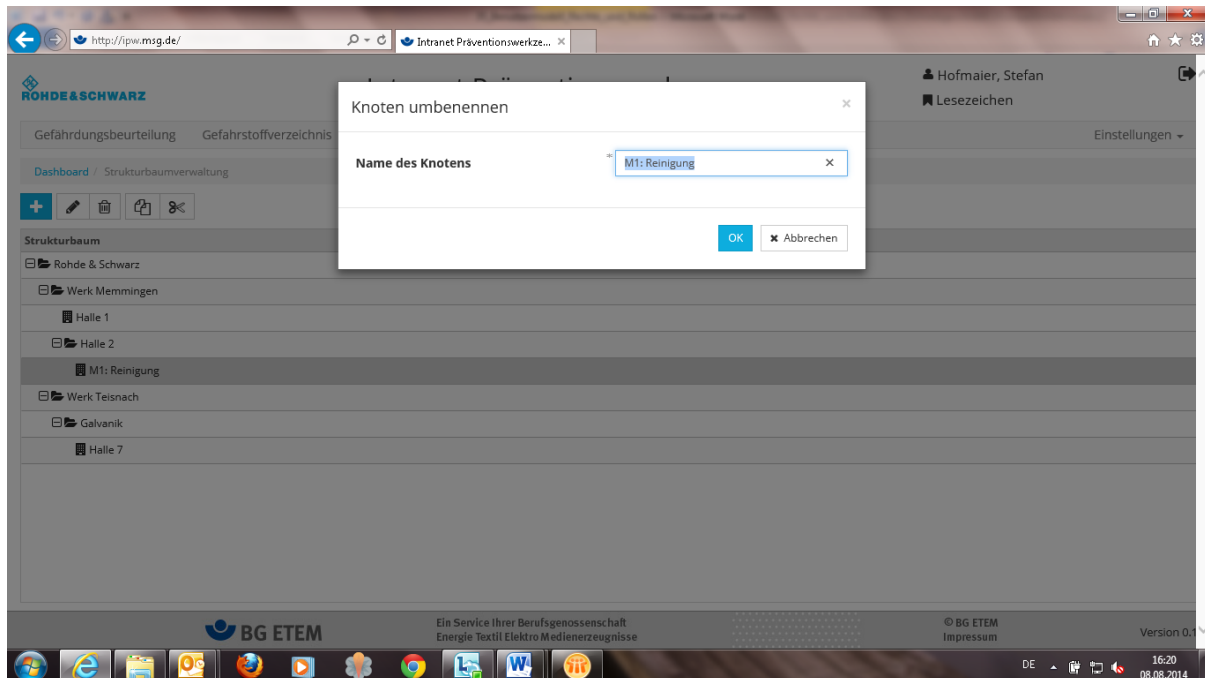 http://ipw.msg.de/
Intranet Präventionswerkze...
ROHDE&SCHWARZ
Hofmaier, Stefan
Lesezeichen
Gefährdungsbeurteilung Gefahrstoffverzeichnis
Einstellungen
Dashboard / Strukturbaumverwaltung
Knoten umbenennen
Name des Knotens * M1: Reinigung
OK Abbrechen
Strukturbaum
Rohde & Schwarz
Werk Memmingen
Halle 1
Halle 2
M1: Reinigung
Werk Teisnach
Galvanik
Halle 7
BG ETEM
Ein Service Ihrer Berufsgenossenschaft
Energie Textil Elektro Medienerzeugnisse
© BG ETEM
Impressum
Version 0.1
DE
16:20
08.08.2014